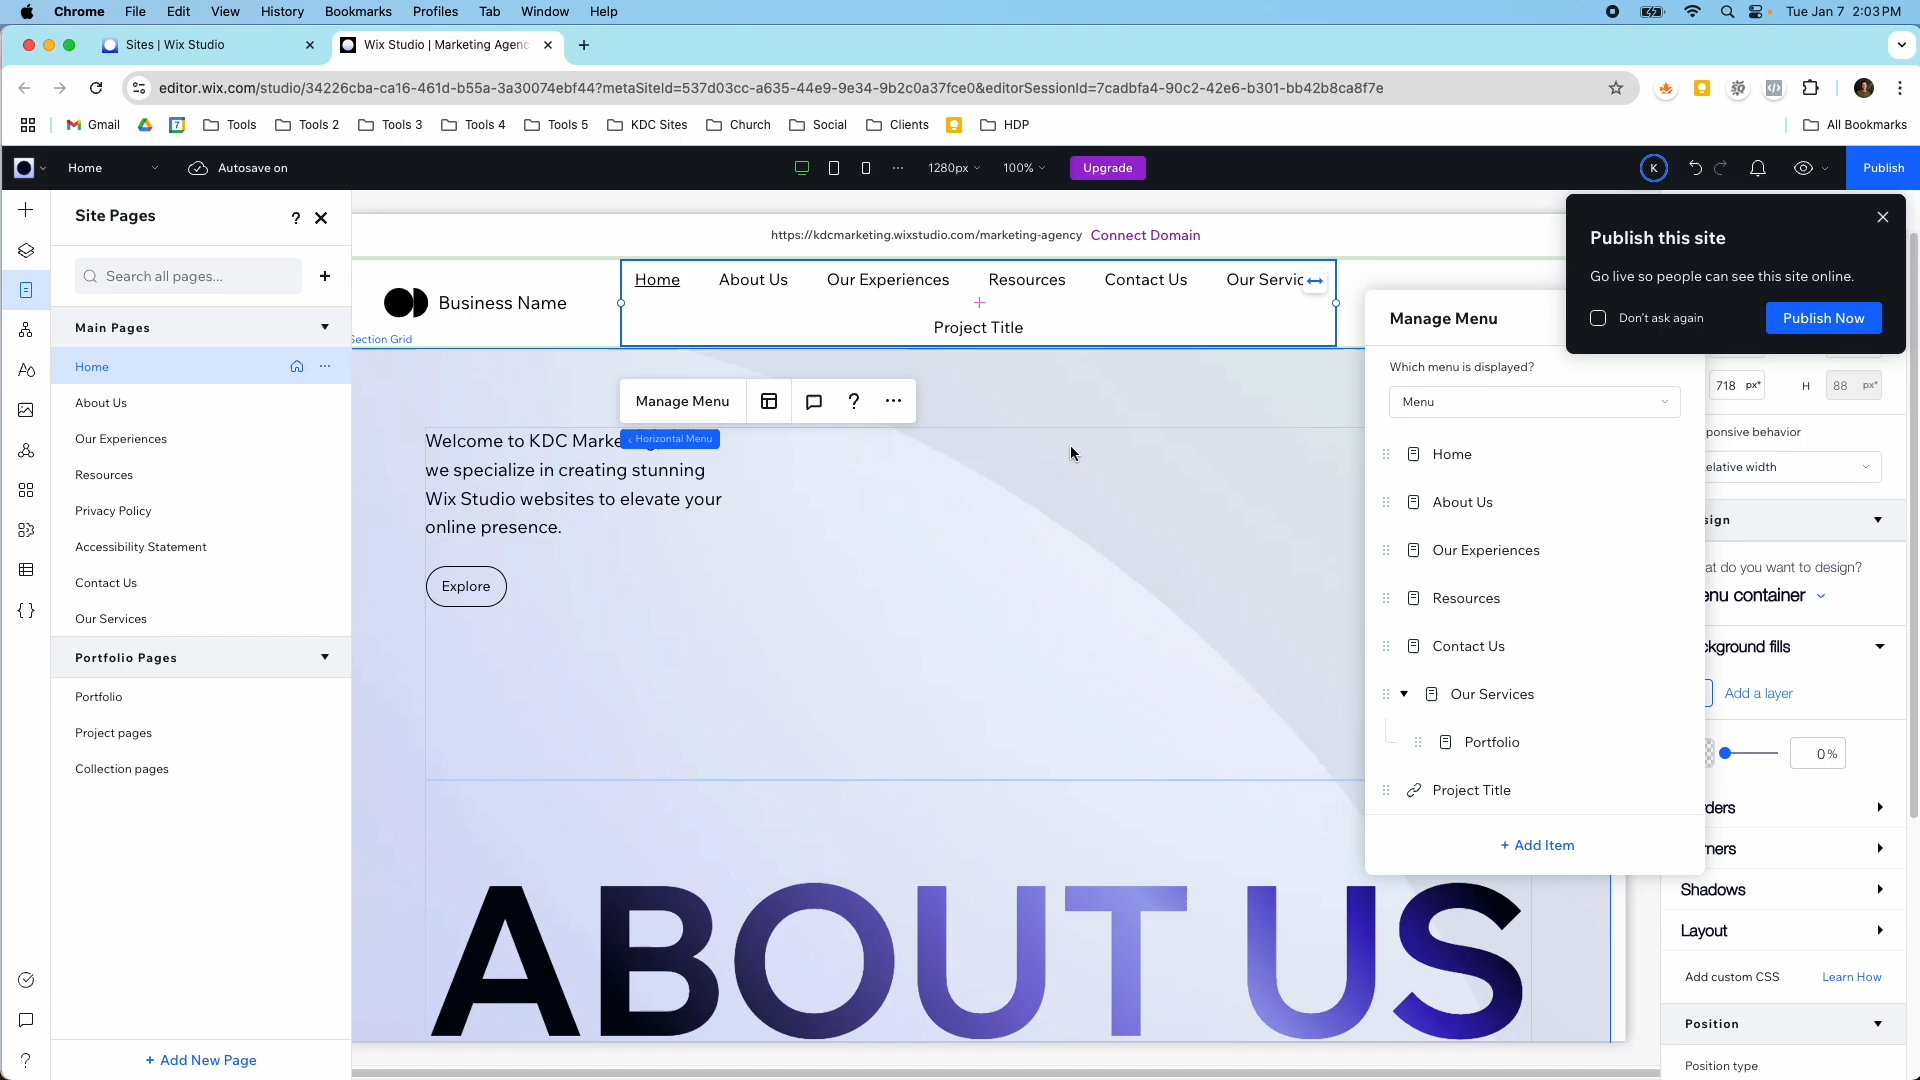 Chrome File Edit View History Bookmarks Profiles Tab Window Help Tue Jan 7 2:03 PM
Sites | Wix Studio Wix Studio | Marketing Agenc
editor.wix.com/studio/34226cba-ca16-461d-b55a-3a30074ebf44?metaSiteId=537d03cc-a635-44e9-9e34-9b2c0a37fce0&editorSessionId=7cadbfa4-90c2-42e6-b301-bb42b8ca8f7e
Gmail 7 Tools Tools 2 Tools 3 Tools 4 Tools 5 KDC Sites Church Social Clients HDP All Bookmarks
Home Autosave on 1280px 100% Upgrade K Publish
Site Pages ?
Search all pages...
Main Pages
Home
About Us
Our Experiences
Resources
Privacy Policy
Accessibility Statement
Contact Us
Our Services
Portfolio Pages
Portfolio
Project pages
Collection pages
+ Add New Page
https://kdcmarketing.wixstudio.com/marketing-agency Connect Domain
Business Name
Section Grid
Home About Us Our Experiences Resources Contact Us Our Servic
Project Title
Manage Menu ?
Horizontal Menu
Welcome to KDC Marke
we specialize in creating stunning
Wix Studio websites to elevate your
online presence.
Explore
ABOUT US
Manage Menu
Which menu is displayed?
Menu
Home
About Us
Our Experiences
Resources
Contact Us
Our Services
Portfolio
Project Title
+ Add Item
Publish this site
Go live so people can see this site online.
Don't ask again Publish Now
718 px* H 88 px*
ponsive behavior
elative width
sign
at do you want to design?
enu container
ckground fills
Add a layer
0 %
rders
rners
Shadows
Layout
Add custom CSS Learn How
Position
Position type